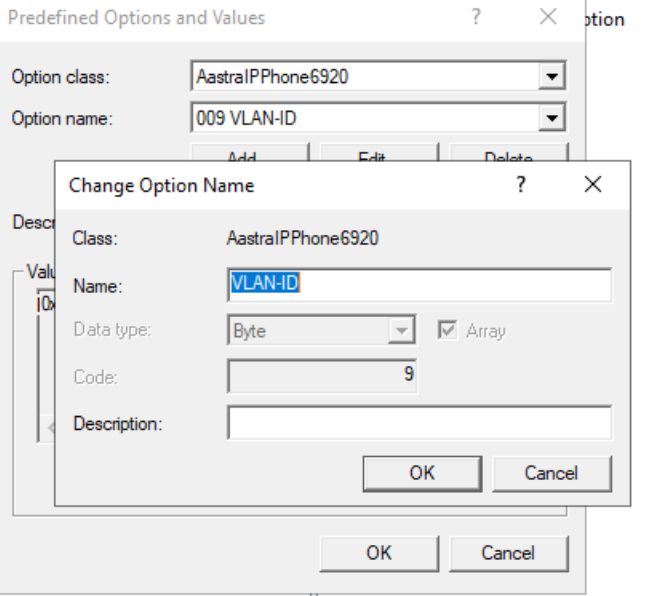 Predefined Options and Values ? ption
Option class: AastraIPPhone6920
Option name: 009 VLAN-ID
Add... Edit... Delete
Change Option Name ?
Class: AastraIPPhone6920
Name: VLAN-ID
Data type: Byte Array
Code: 9
Description:
OK Cancel
Descr
Valu
0x
OK Cancel